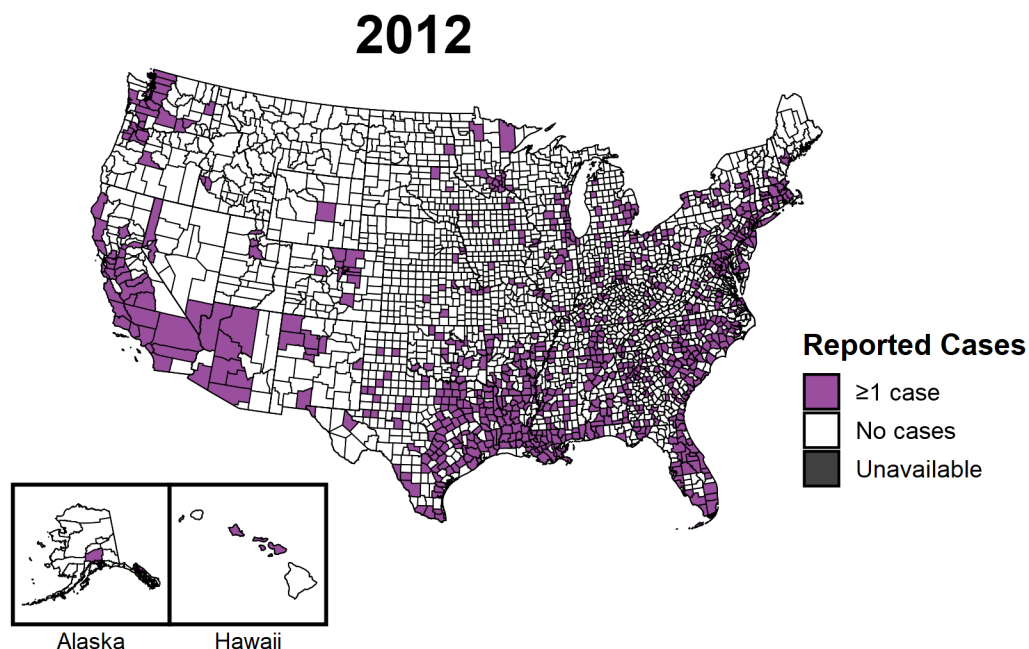 2012
Reported Cases
≥1 case
No cases
Unavailable
Alaska
Hawaii